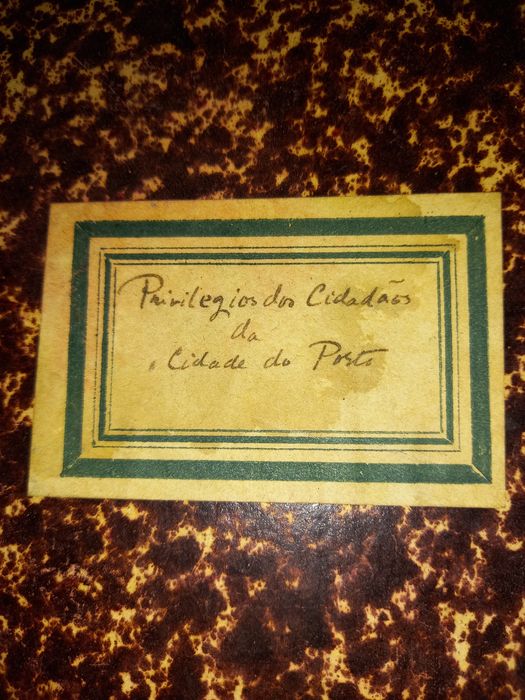 Privilegios dos Cidadãos
da
Cidade do Porto